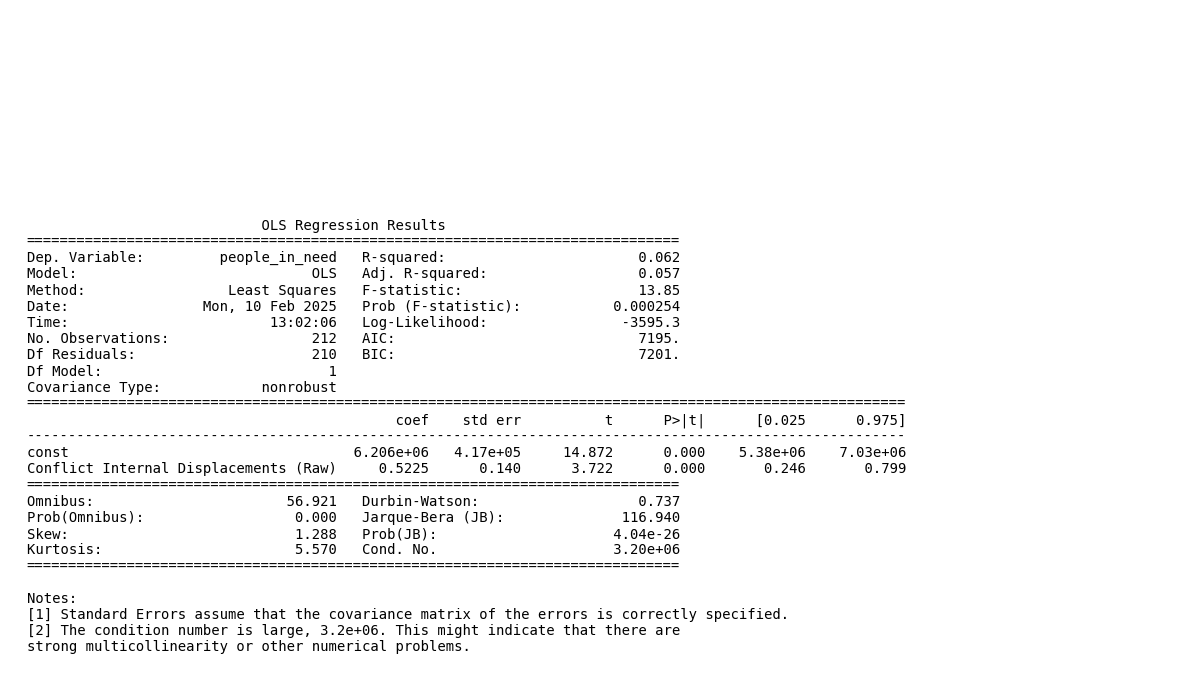 OLS Regression Results
==============================================================================
Dep. Variable: people_in_need R-squared: 0.062
Model: OLS Adj. R-squared: 0.057
Method: Least Squares F-statistic: 13.85
Date: Mon, 10 Feb 2025 Prob (F-statistic): 0.000254
Time: 13:02:06 Log-Likelihood: -3595.3
No. Observations: 212 AIC: 7195.
Df Residuals: 210 BIC: 7201.
Df Model: 1
Covariance Type: nonrobust
=========================================================================================================
coef std err t P>|t| [0.025 0.975]
---------------------------------------------------------------------------------------------------------
const 6.206e+06 4.17e+05 14.872 0.000 5.38e+06 7.03e+06
Conflict Internal Displacements (Raw) 0.5225 0.140 3.722 0.000 0.246 0.799
==============================================================================
Omnibus: 56.921 Durbin-Watson: 0.737
Prob(Omnibus): 0.000 Jarque-Bera (JB): 116.940
Skew: 1.288 Prob(JB): 4.04e-26
Kurtosis: 5.570 Cond. No. 3.20e+06
==============================================================================
Notes:
[1] Standard Errors assume that the covariance matrix of the errors is correctly specified.
[2] The condition number is large, 3.2e+06. This might indicate that there are
strong multicollinearity or other numerical problems.